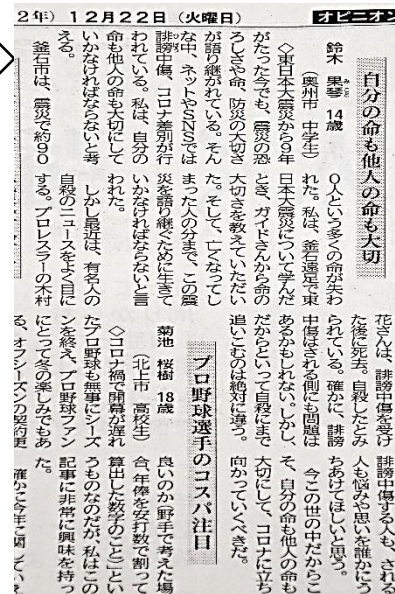 2年) 12月22日 (火曜日)
オピニオン
自分の命も他人の命も大切
鈴木 果琴 14歳
(奥州市 中学生)
◇東日本大震災から9年
がたった今でも、震災の恐
ろしさや命、防災の大切さ
が語り継がれている。そん
な中、ネットやSNSでは
誹謗中傷、コロナ差別が行
われている。私は、自分の
命も他人の命も大切にして
いかなければならないと考
える。
釜石市は、震災で約90
0人という多くの命が失わ
れた。私は、釜石遠足で東
日本大震災について学んだ
とき、ガイドさんから命の
大切さを教えていただい
た。そして、亡くなってし
まった人の分まで、この震
災を語り継ぐために生きて
いかなければならないと言
われた。
しかし最近は、有名人の
自殺のニュースをよく目に
する。プロレスラーの木村
花さんは、誹謗中傷を受け
た後に死去。自殺したとみ
られている。確かに、誹謗
中傷はされる側にも問題は
あるかもしれない。しかし、
だからといって自殺にまで
追いこむのは絶対に違う。
誹謗中傷する人も、される
人も悩みや思いを誰かにう
ちあけてほしいと思う。
今この世の中だからこ
そ、自分の命も他人の命も
大切にして、コロナに立ち
向かっていくべきだ。
プロ野球選手のコスパ注目
菊池 桜樹 18歳
(北上市 高校生)
◇コロナ禍で開幕が遅れ
たプロ野球も無事にシーズ
ンを終え、プロ野球ファン
にとって冬の楽しみでもあ
る、オフシーズンの契約更
良いのか(野手で考えた場
合、年俸を安打数で割って
算出した数字のこと)とい
うものなのだが、私はこの
記事に非常に興味を持っ
た。
確かに今年に関して